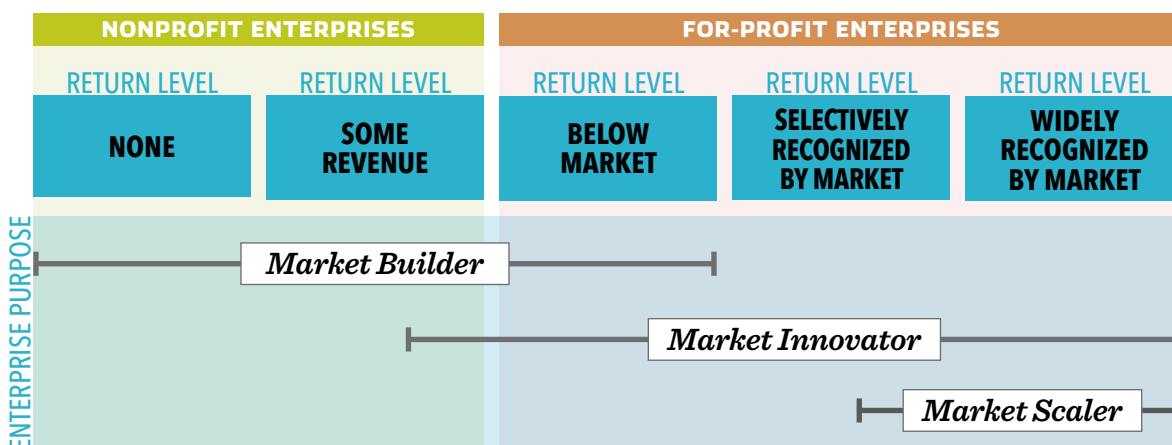 NONPROFIT ENTERPRISES
FOR-PROFIT ENTERPRISES
RETURN LEVEL
NONE
RETURN LEVEL
SOME
REVENUE
RETURN LEVEL
BELOW
MARKET
RETURN LEVEL
SELECTIVELY
RECOGNIZED
BY MARKET
RETURN LEVEL
WIDELY
RECOGNIZED
BY MARKET
ENTERPRISE PURPOSE
Market Builder
Market Innovator
Market Scaler